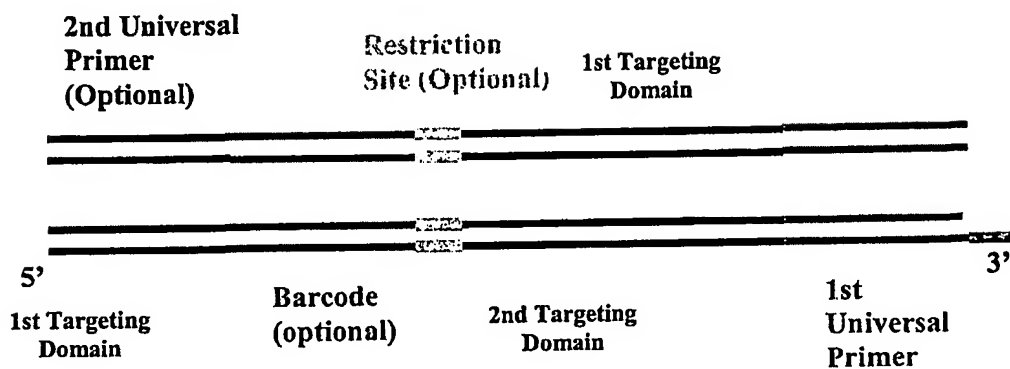 2nd Universal
Primer
(Optional)
Restriction
Site (Optional)
1st Targeting
Domain
5’
3’
1st Targeting
Domain
Barcode
(optional)
2nd Targeting
Domain
1st
Universal
Primer